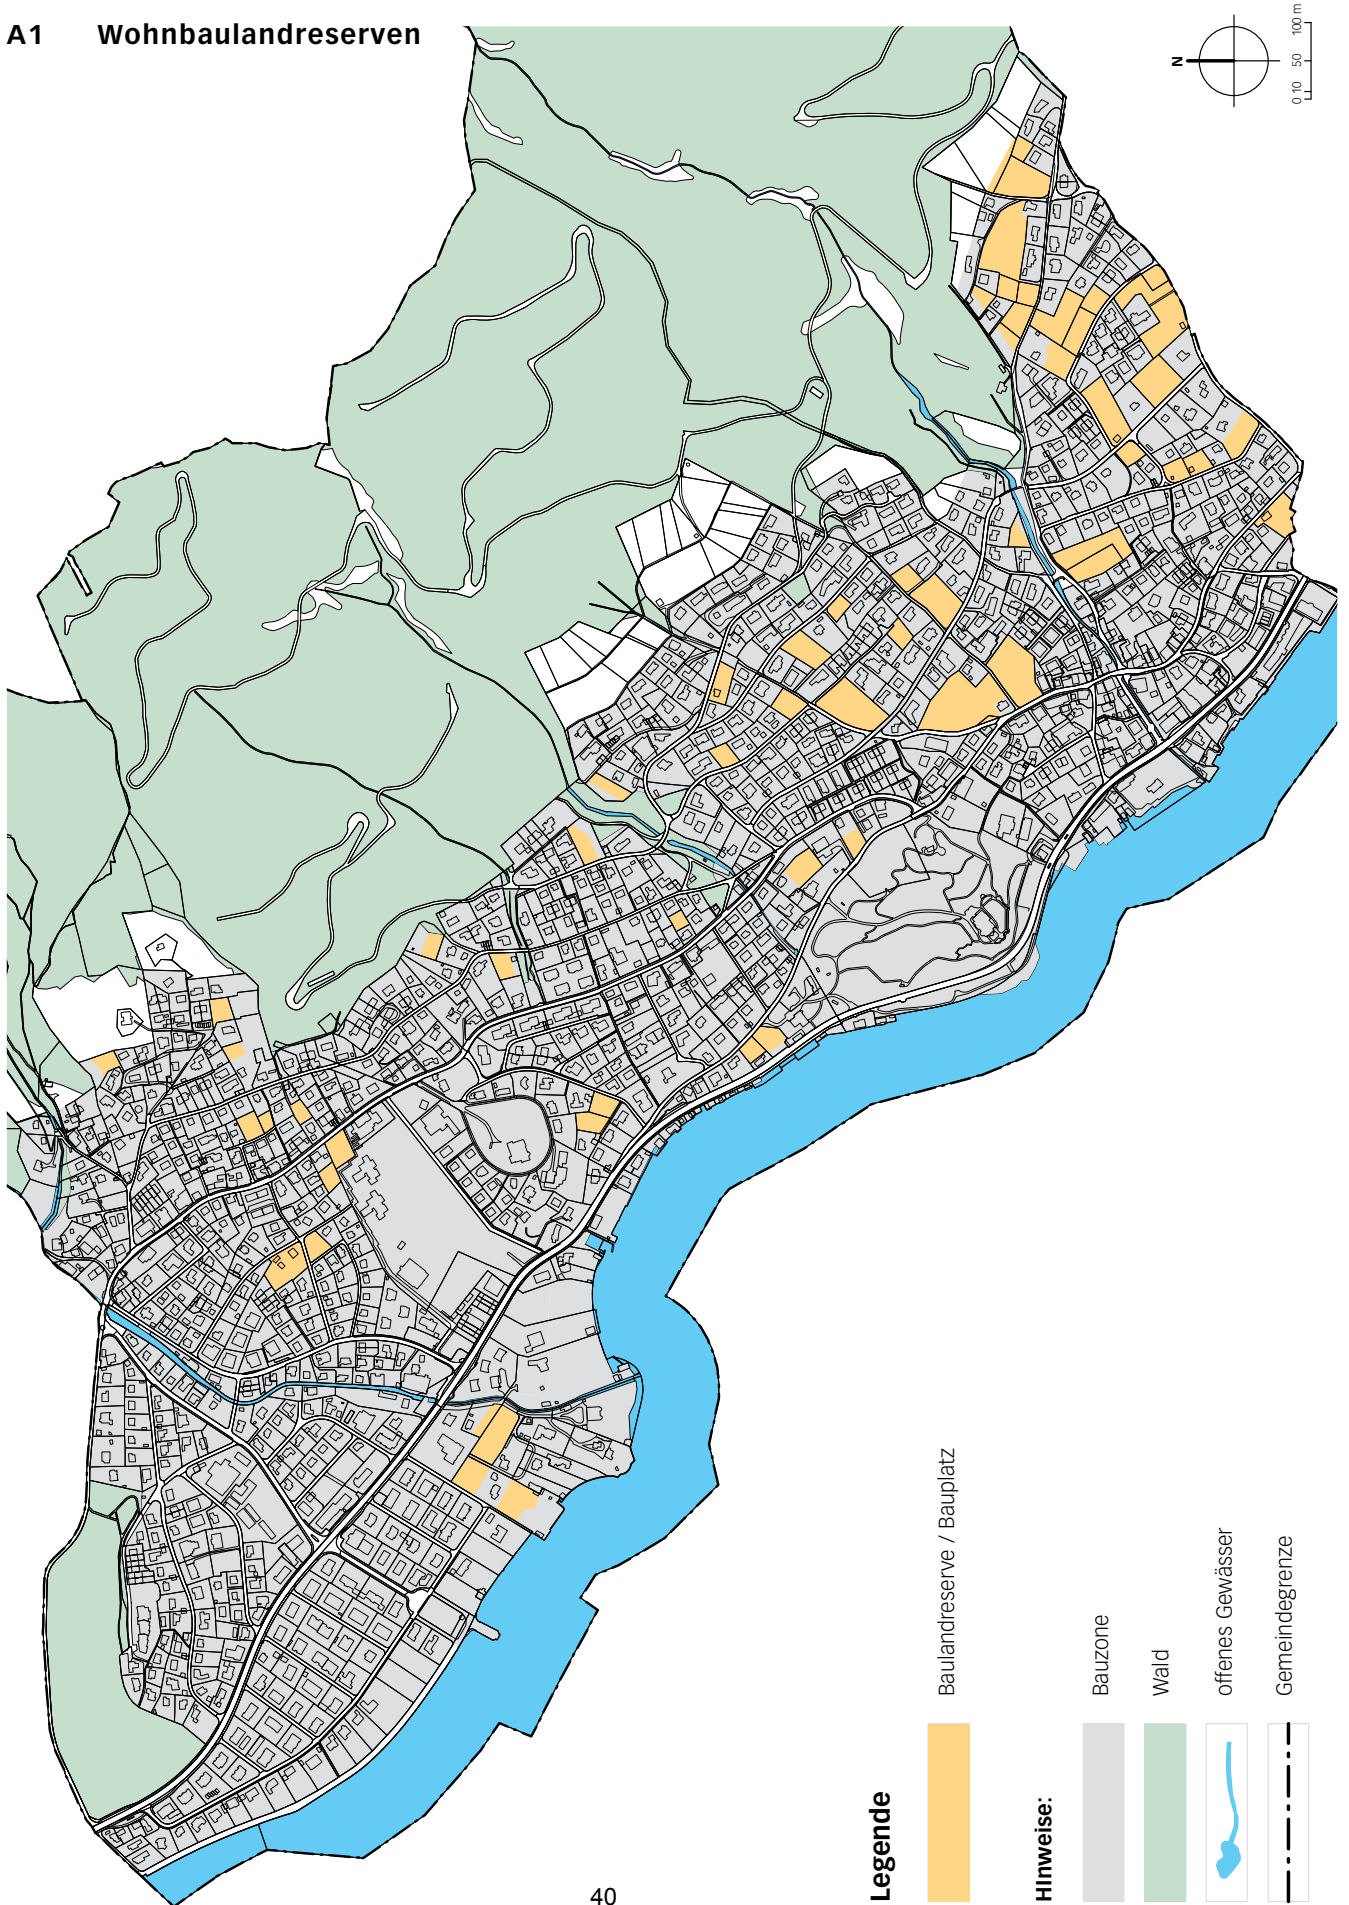 A1 Wohnbaulandreserven
N
0 10 50 100 m
Legende
Baulandreserve / Bauplatz
HInweise:
Bauzone
Wald
offenes Gewässer
Gemeindegrenze
40